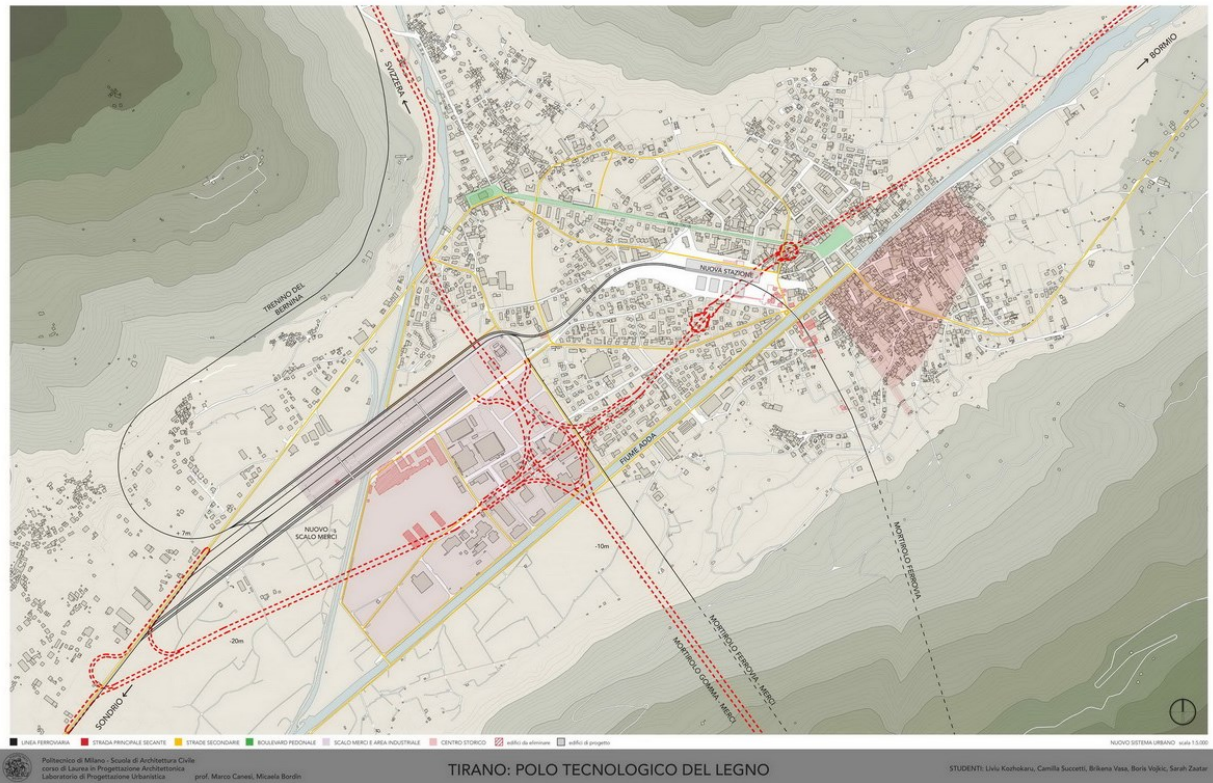 BORMIO
SVIZZERA
TRENINO DEL
BERNINA
NUOVA STAZIONE
FIUME ADDA
+ 7m
NUOVO
SCALO MERCI
-10m
-20m
MORTIROLO FERROVIA
MORTIROLO FERROVIA - MERCI
MORTIROLO GOMMA - MERCI
SONDRIO
LINEA FERROVIARIA
STRADA PRINCIPALE SECANTE
STRADE SECONDARIE
BOULEVARD PEDONALE
SCALO MERCI E AREA INDUSTRIALE
CENTRO STORICO
edifici da eliminare
edifici di progetto
NUOVO SISTEMA URBANO scala 1:5.000
Politecnico di Milano - Scuola di Architettura Civile
corso di Laurea in Progettazione Architettonica
Laboratorio di Progettazione Urbanistica prof. Marco Canesi, Micaela Bordin
TIRANO: POLO TECNOLOGICO DEL LEGNO
STUDENTI: Liviu Kozhokaru, Camilla Succetti, Brikena Vasa, Boris Vojkic, Sarah Zaatar